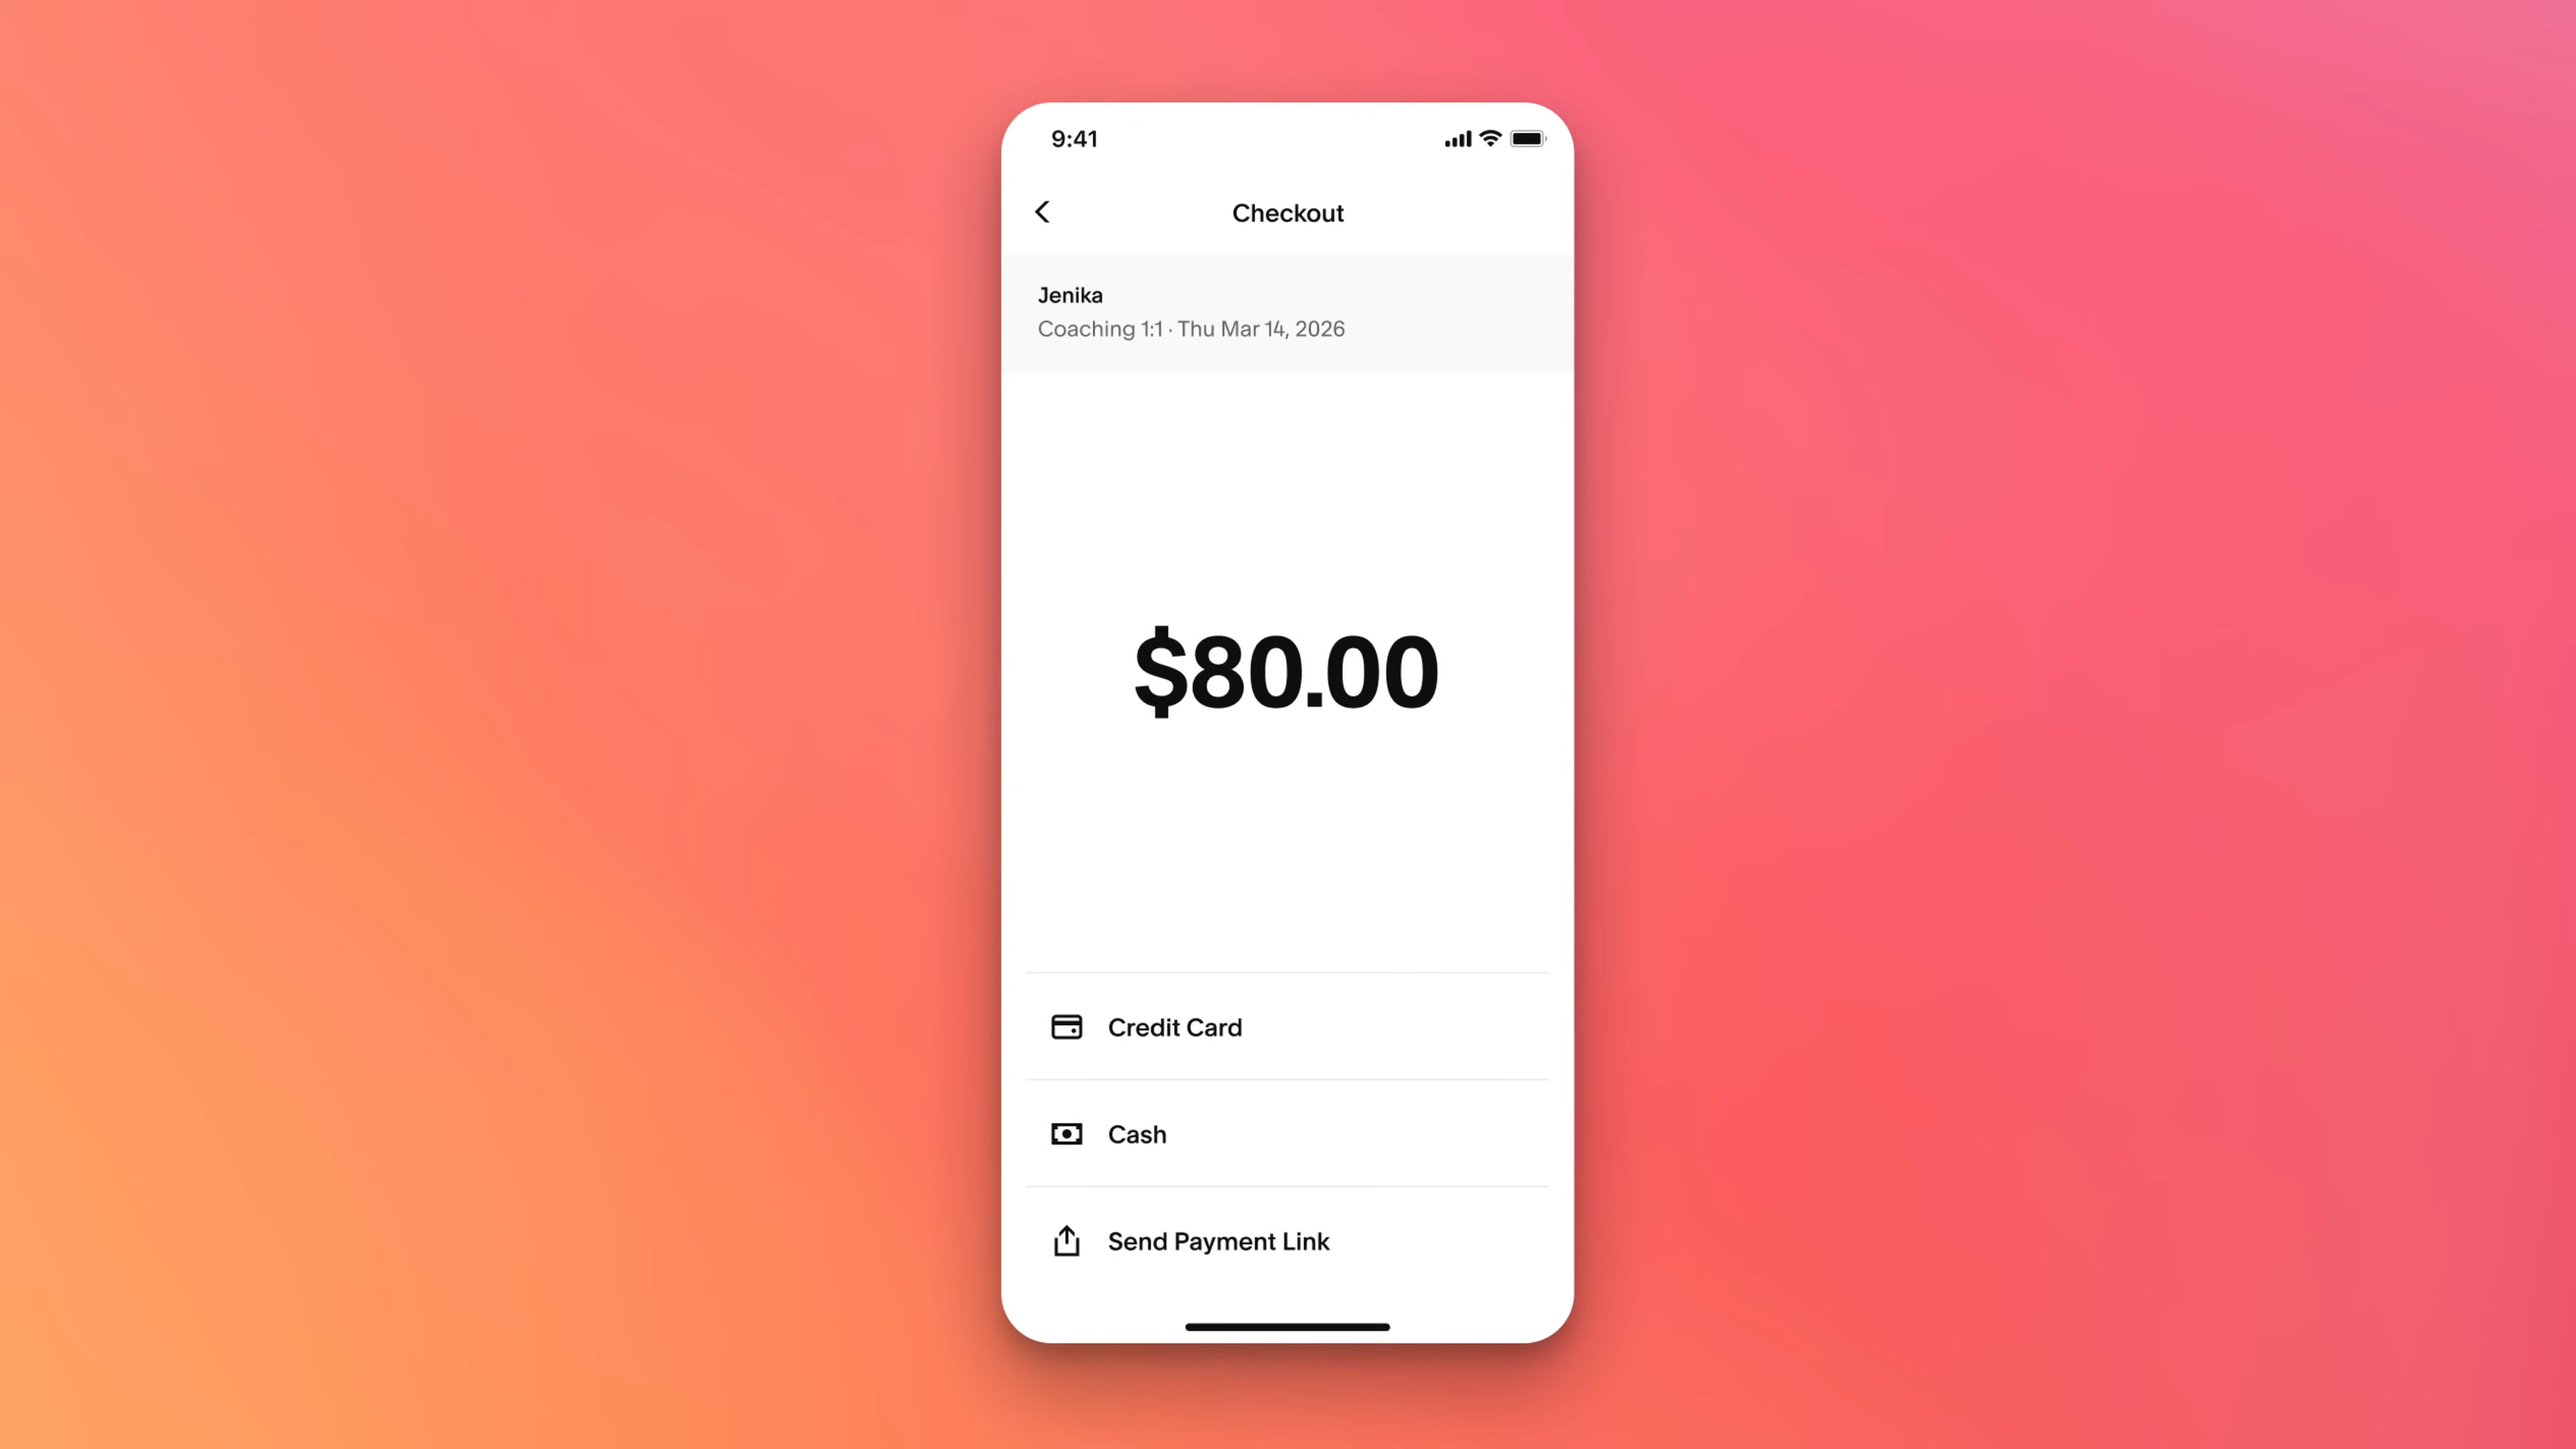 9:41
Checkout
Jenika
Coaching 1:1 · Thu Mar 14, 2026
$80.00
Credit Card
Cash
Send Payment Link